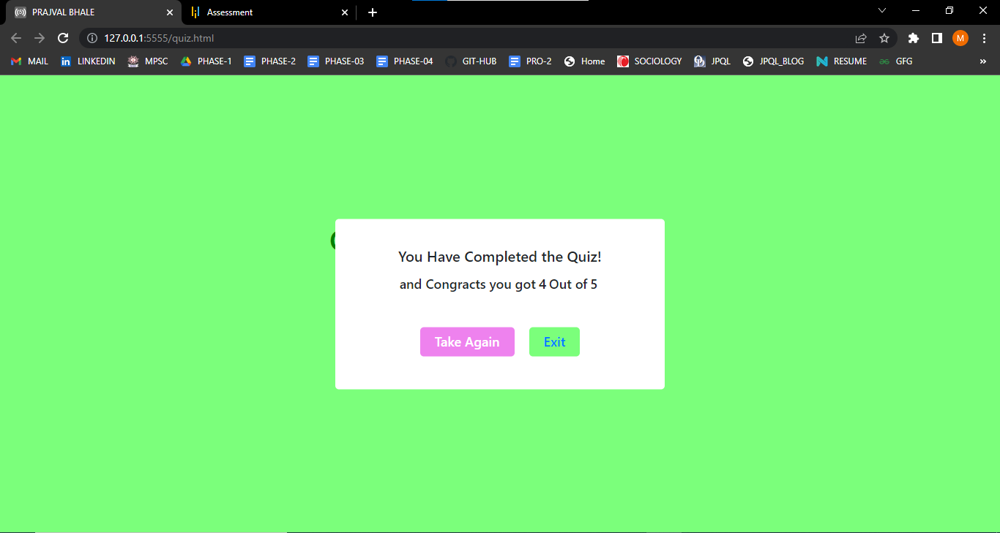 PRAJVAL BHALE
Assessment
127.0.0.1:5555/quiz.html
M
MAIL
LINKEDIN
MPSC
PHASE-1
PHASE-2
PHASE-03
PHASE-04
GIT-HUB
PRO-2
Home
SOCIOLOGY
JPQL
JPQL_BLOG
RESUME
GFG
You Have Completed the Quiz!
and Congracts you got 4 Out of 5
Take Again
Exit